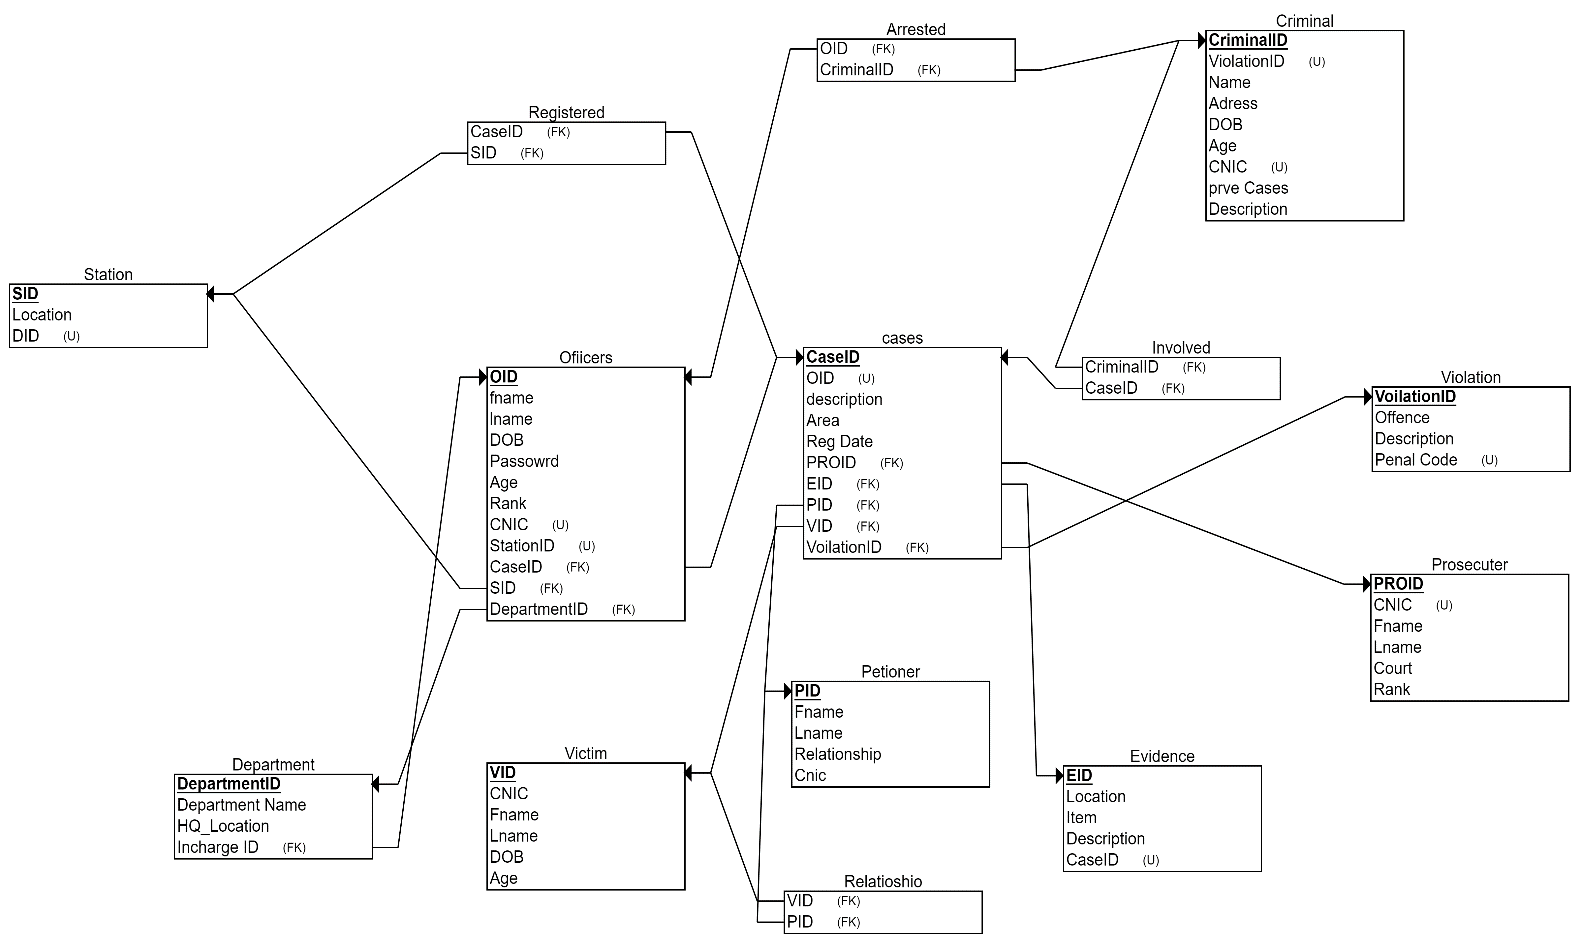 Arrested
OID (FK)
CriminalID (FK)
Criminal
CriminalID
ViolationID (U)
Name
Adress
DOB
Age
CNIC (U)
prve Cases
Description
Registered
CaseID (FK)
SID (FK)
Station
SID
Location
DID (U)
Ofiicers
OID
fname
lname
DOB
Passowrd
Age
Rank
CNIC (U)
StationID (U)
CaseID (FK)
SID (FK)
DepartmentID (FK)
cases
CaseID
OID (U)
description
Area
Reg Date
PROID (FK)
EID (FK)
PID (FK)
VID (FK)
VoilationID (FK)
Involved
CriminalID (FK)
CaseID (FK)
Violation
VoilationID
Offence
Description
Penal Code (U)
Prosecuter
PROID
CNIC (U)
Fname
Lname
Court
Rank
Petioner
PID
Fname
Lname
Relationship
Cnic
Department
DepartmentID
Department Name
HQ_Location
Incharge ID (FK)
Victim
VID
CNIC
Fname
Lname
DOB
Age
Evidence
EID
Location
Item
Description
CaseID (U)
Relatioshio
VID (FK)
PID (FK)